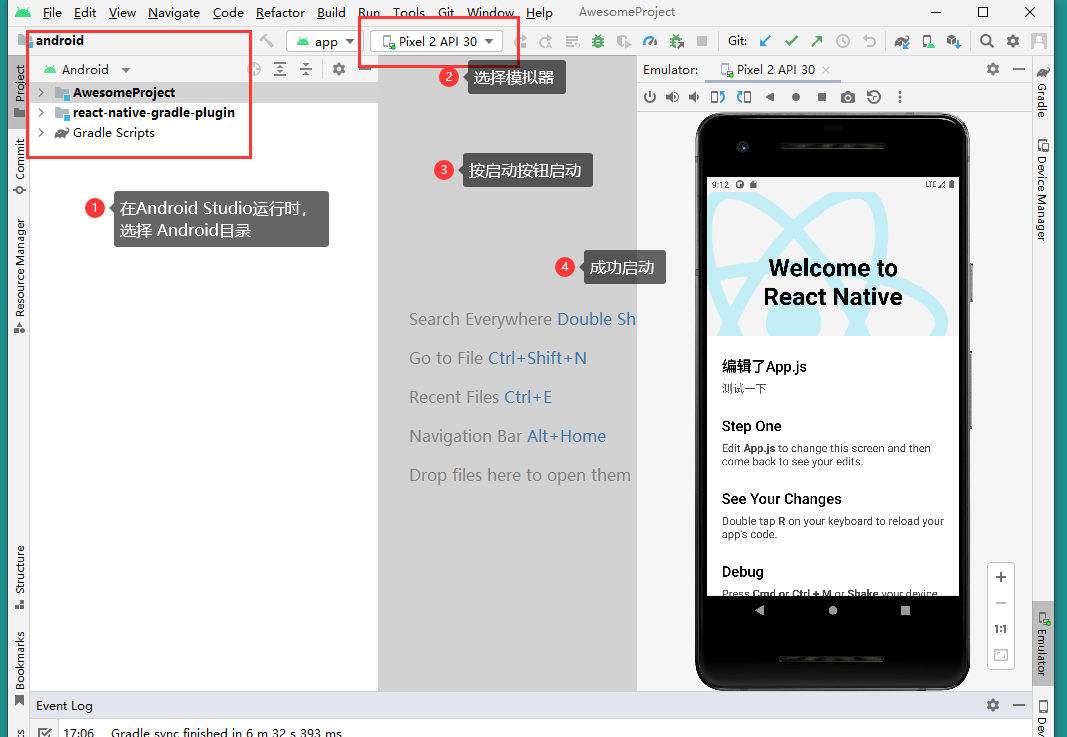 File Edit View Navigate Code Refactor Build Run Tools Git Window Help AwesomeProject
android
app
Pixel 2 API 30
Git:
Android
AwesomeProject
react-native-gradle-plugin
Gradle Scripts
Project
Commit
Resource Manager
Structure
Bookmarks
1
在Android Studio运行时，
选择 Android目录
2
选择模拟器
3
按启动按钮启动
4
成功启动
Search Everywhere Double Sh
Go to File Ctrl+Shift+N
Recent Files Ctrl+E
Navigation Bar Alt+Home
Drop files here to open them
Emulator: Pixel 2 API 30
9:12
LTE
Welcome to
React Native
编辑了App.js
测试一下
Step One
Edit App.js to change this screen and then
come back to see your edits.
See Your Changes
Double tap R on your keyboard to reload your
app's code.
Debug
Press Cmd or Ctrl + M or Shake your device
1:1
Gradle
Device Manager
Emulator
Event Log
17:06 Gradle sync finished in 6 m 32 s 393 ms